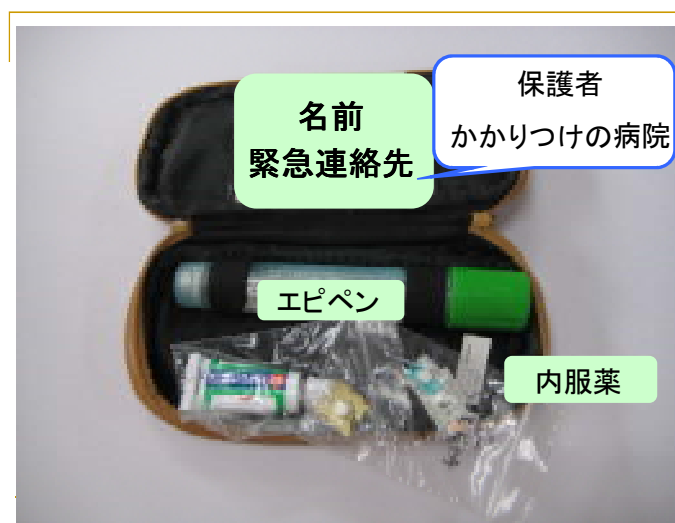 保護者
かかりつけの病院
名前
緊急連絡先
エピペン
内服薬